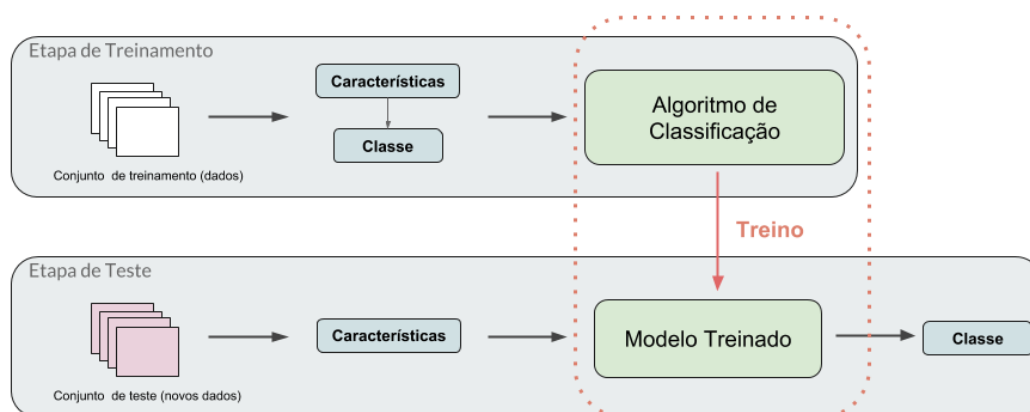 Etapa de Treinamento
Características
Classe
Conjunto de treinamento (dados)
Algoritmo de
Classificação
Treino
Etapa de Teste
Características
Modelo Treinado
Classe
Conjunto de teste (novos dados)